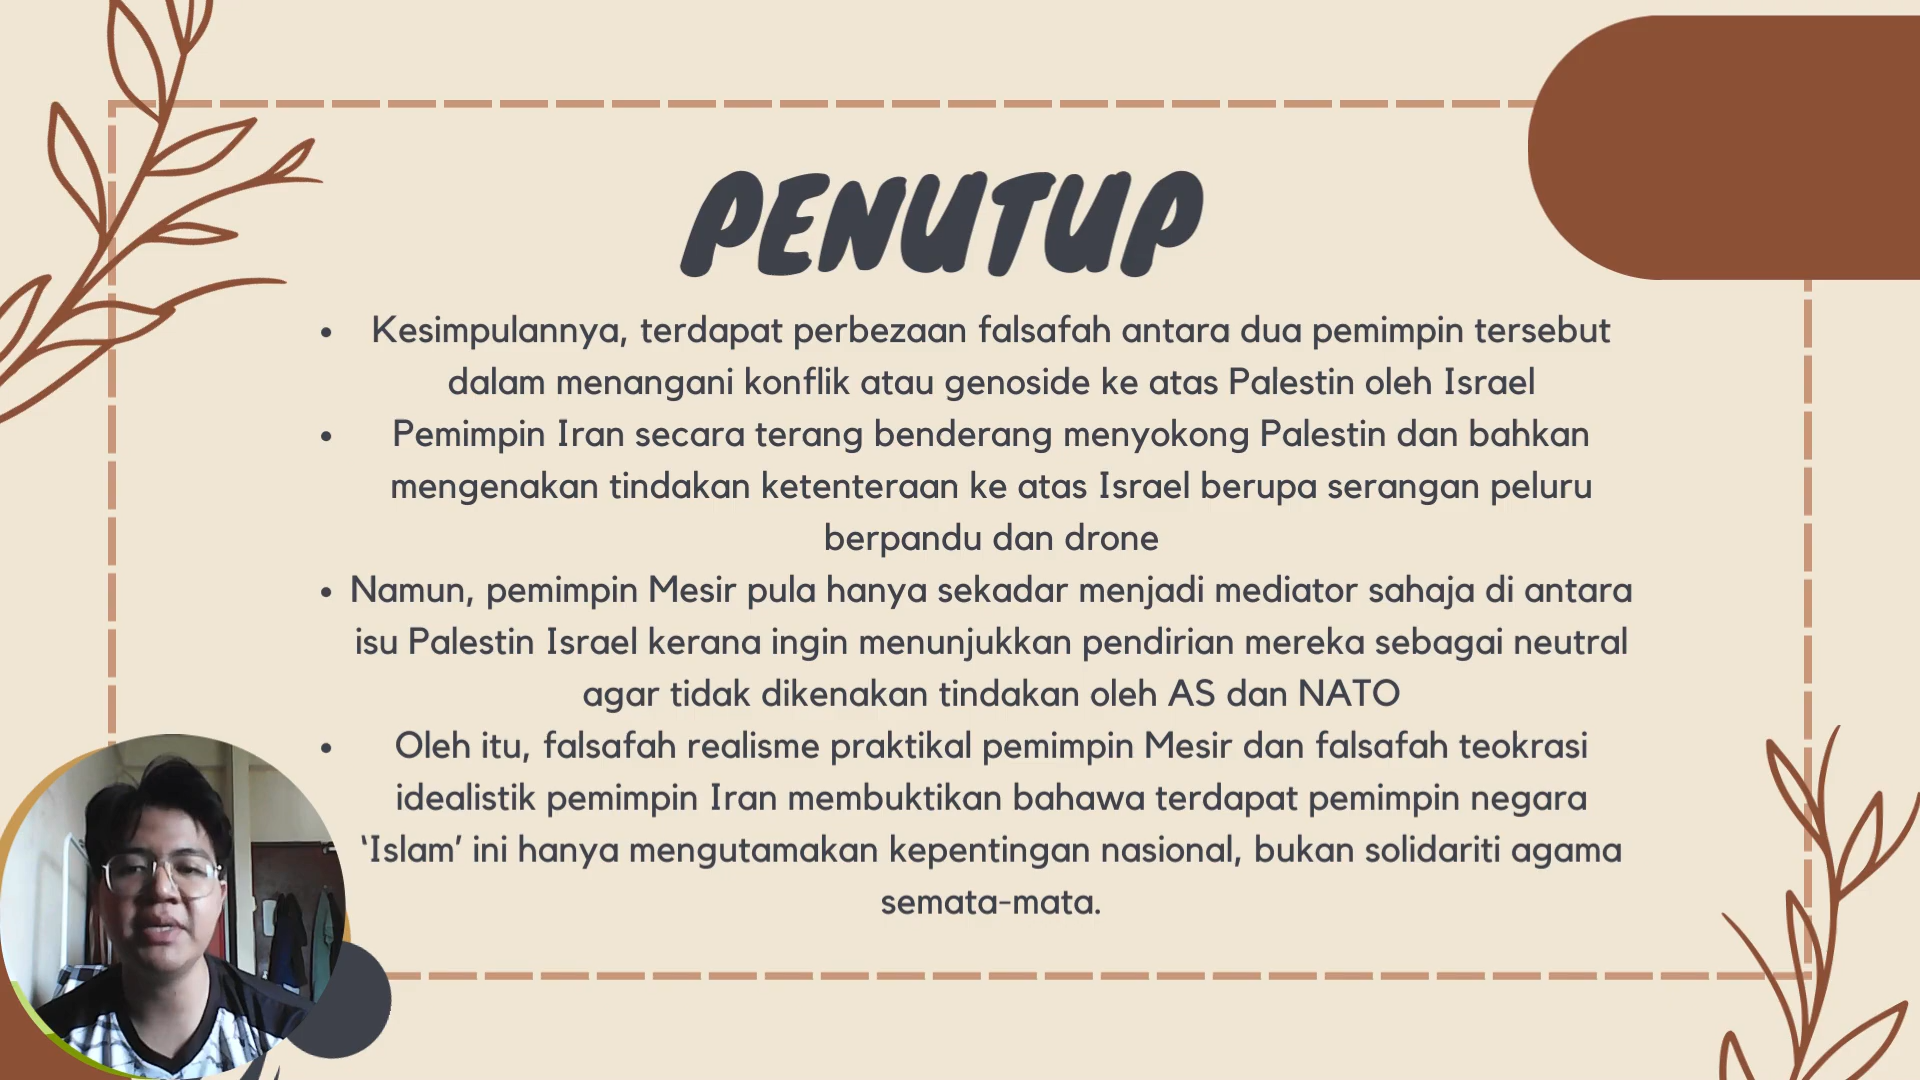 PENUTUP
• Kesimpulannya, terdapat perbezaan falsafah antara dua pemimpin tersebut
dalam menangani konflik atau genoside ke atas Palestin oleh Israel
• Pemimpin Iran secara terang benderang menyokong Palestin dan bahkan
mengenakan tindakan ketenteraan ke atas Israel berupa serangan peluru
berpandu dan drone
• Namun, pemimpin Mesir pula hanya sekadar menjadi mediator sahaja di antara
isu Palestin Israel kerana ingin menunjukkan pendirian mereka sebagai neutral
agar tidak dikenakan tindakan oleh AS dan NATO
• Oleh itu, falsafah realisme praktikal pemimpin Mesir dan falsafah teokrasi
idealistik pemimpin Iran membuktikan bahawa terdapat pemimpin negara
‘Islam’ ini hanya mengutamakan kepentingan nasional, bukan solidariti agama
semata-mata.